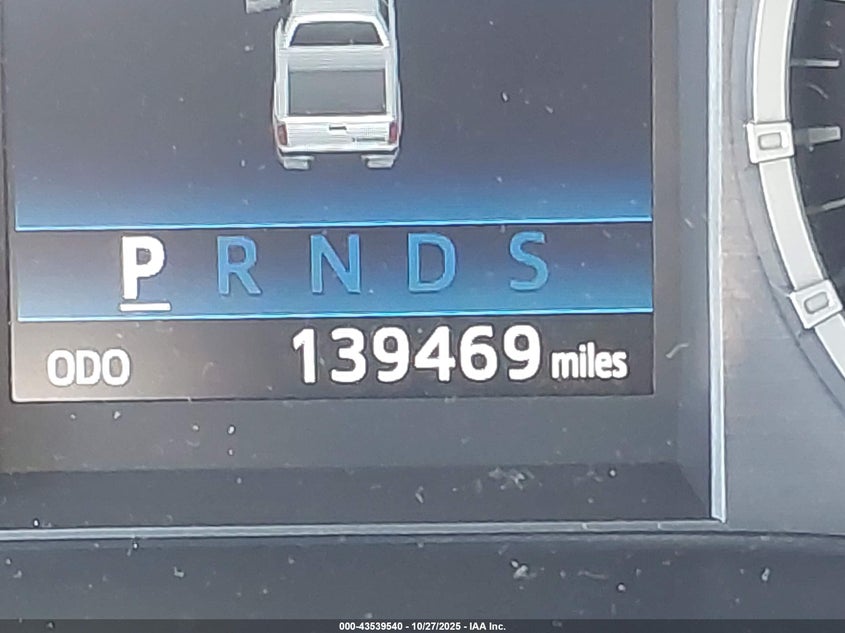 P R N D S
ODO 139469 miles
000-43539540 - 10/27/2025 - IAA Inc.